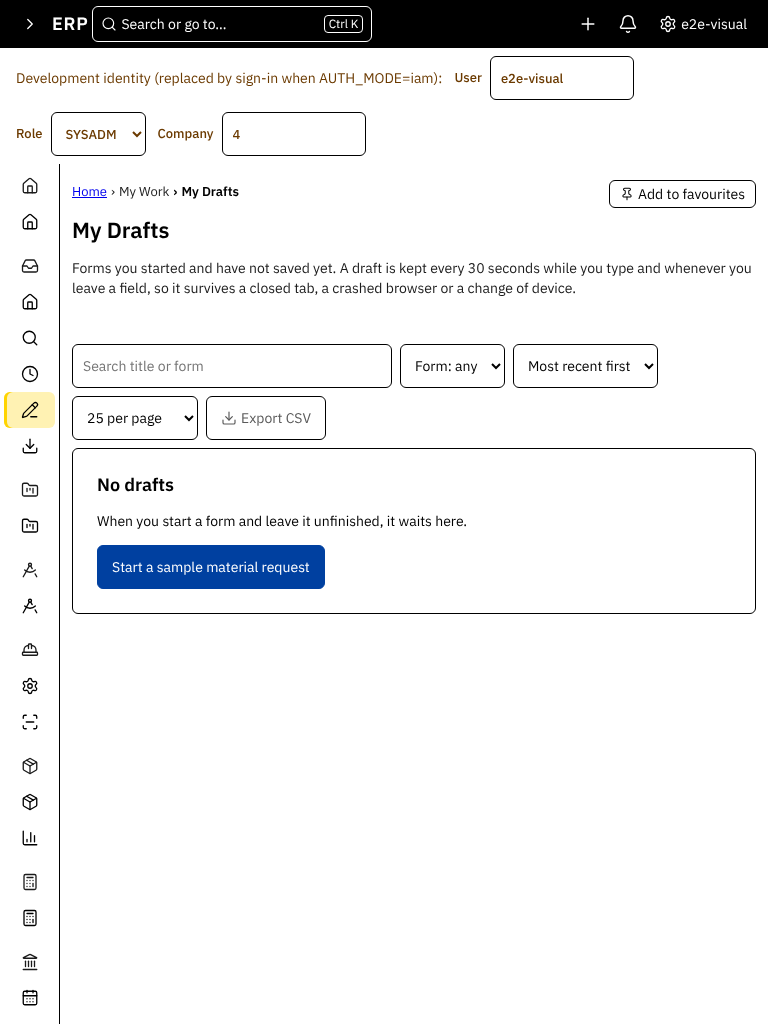 ERP Search or go to... Ctrl K e2e-visual
Development identity (replaced by sign-in when AUTH_MODE=iam): User e2e-visual
Role SYSADM Company 4
Home › My Work › My Drafts Add to favourites
My Drafts
Forms you started and have not saved yet. A draft is kept every 30 seconds while you type and whenever you
leave a field, so it survives a closed tab, a crashed browser or a change of device.
Search title or form Form: any Most recent first
25 per page Export CSV
No drafts
When you start a form and leave it unfinished, it waits here.
Start a sample material request